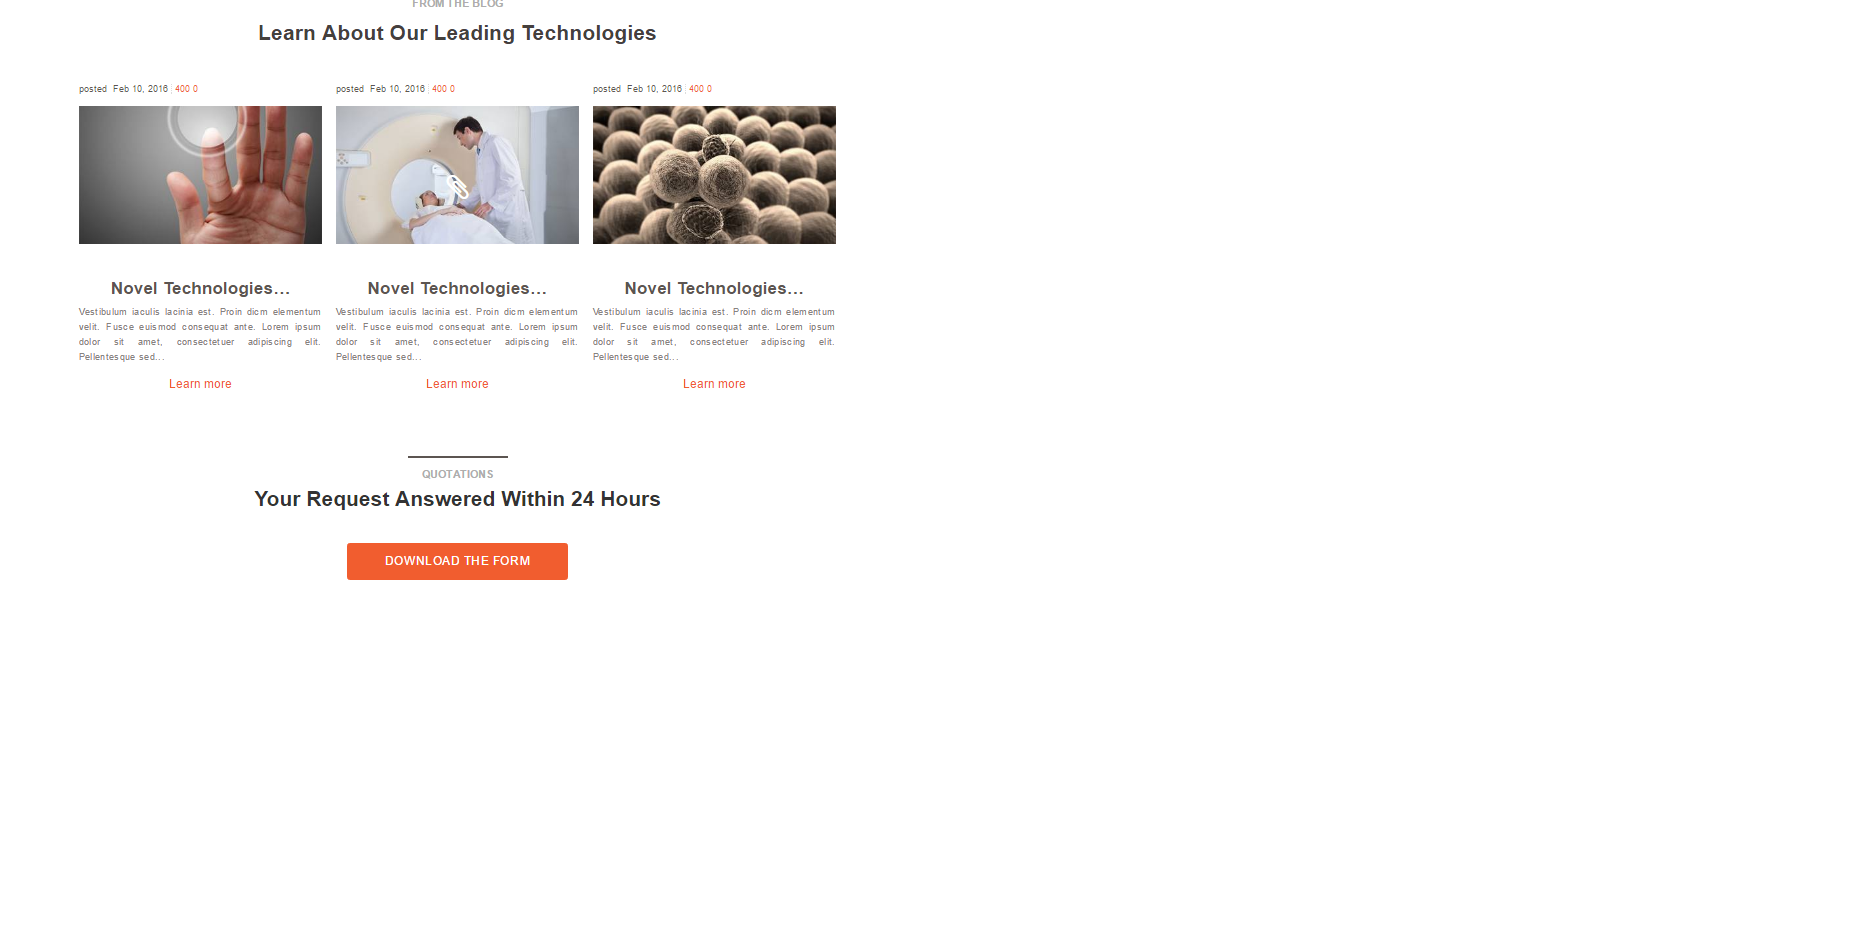 FROM THE BLOG
Learn About Our Leading Technologies
posted Feb 10, 2016 | 400 0
posted Feb 10, 2016 | 400 0
posted Feb 10, 2016 | 400 0
Novel Technologies...
Vestibulum iaculis lacinia est. Proin dicm elementum
velit. Fusce euismod consequat ante. Lorem ipsum
dolor sit amet, consectetuer adipiscing elit.
Pellentesque sed...
Learn more
Novel Technologies...
Vestibulum iaculis lacinia est. Proin dicm elementum
velit. Fusce euismod consequat ante. Lorem ipsum
dolor sit amet, consectetuer adipiscing elit.
Pellentesque sed...
Learn more
Novel Technologies...
Vestibulum iaculis lacinia est. Proin dicm elementum
velit. Fusce euismod consequat ante. Lorem ipsum
dolor sit amet, consectetuer adipiscing elit.
Pellentesque sed...
Learn more
QUOTATIONS
Your Request Answered Within 24 Hours
DOWNLOAD THE FORM